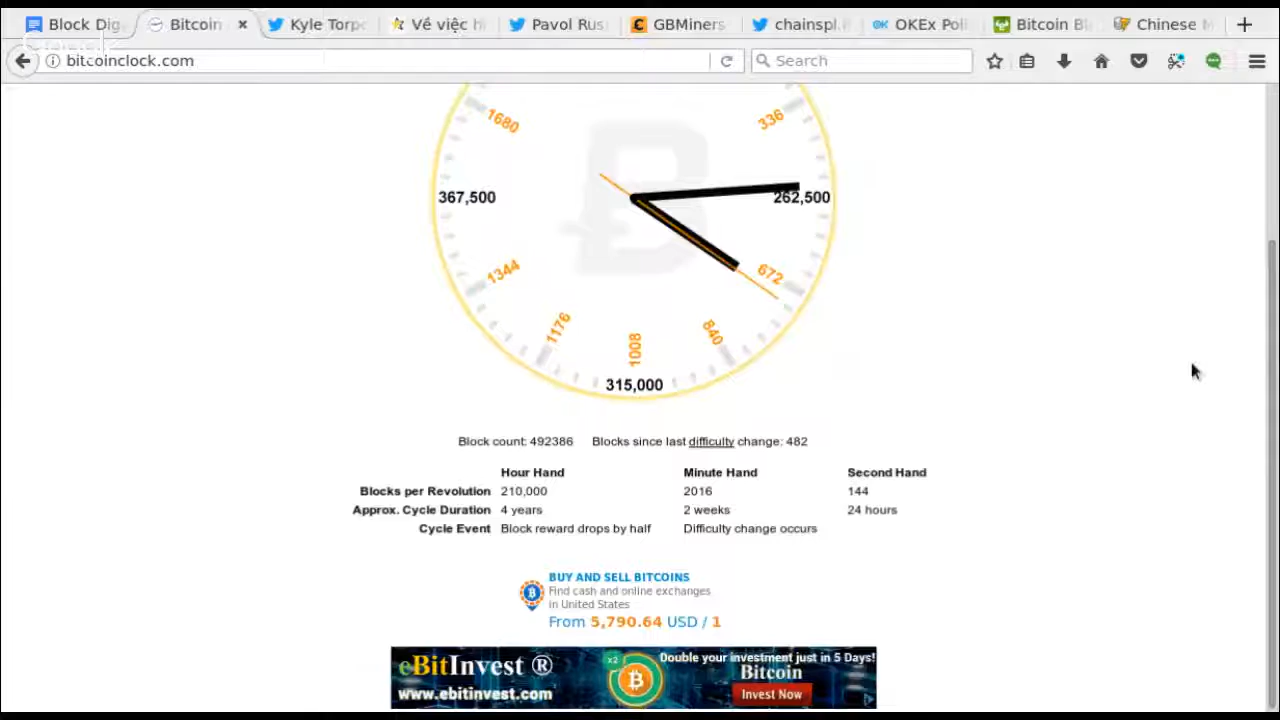 Block Dig
Bitcoin
Kyle Torp
Về việc h
Pavol Rus
GBMiners
chainspl
OKEx Pol
Bitcoin Bl
Chinese M
bitcoinclock.com
Search
1680
336
367,500
262,500
1344
672
1176
1008
840
315,000
Block count: 492386 Blocks since last difficulty change: 482
Hour Hand Minute Hand Second Hand
Blocks per Revolution 210,000 2016 144
Approx. Cycle Duration 4 years 2 weeks 24 hours
Cycle Event Block reward drops by half Difficulty change occurs
BUY AND SELL BITCOINS
Find cash and online exchanges
in United States
From 5,790.64 USD / 1
eBitInvest ®
www.ebitinvest.com
x2
Double your investment just in 5 Days!
Bitcoin
Invest Now